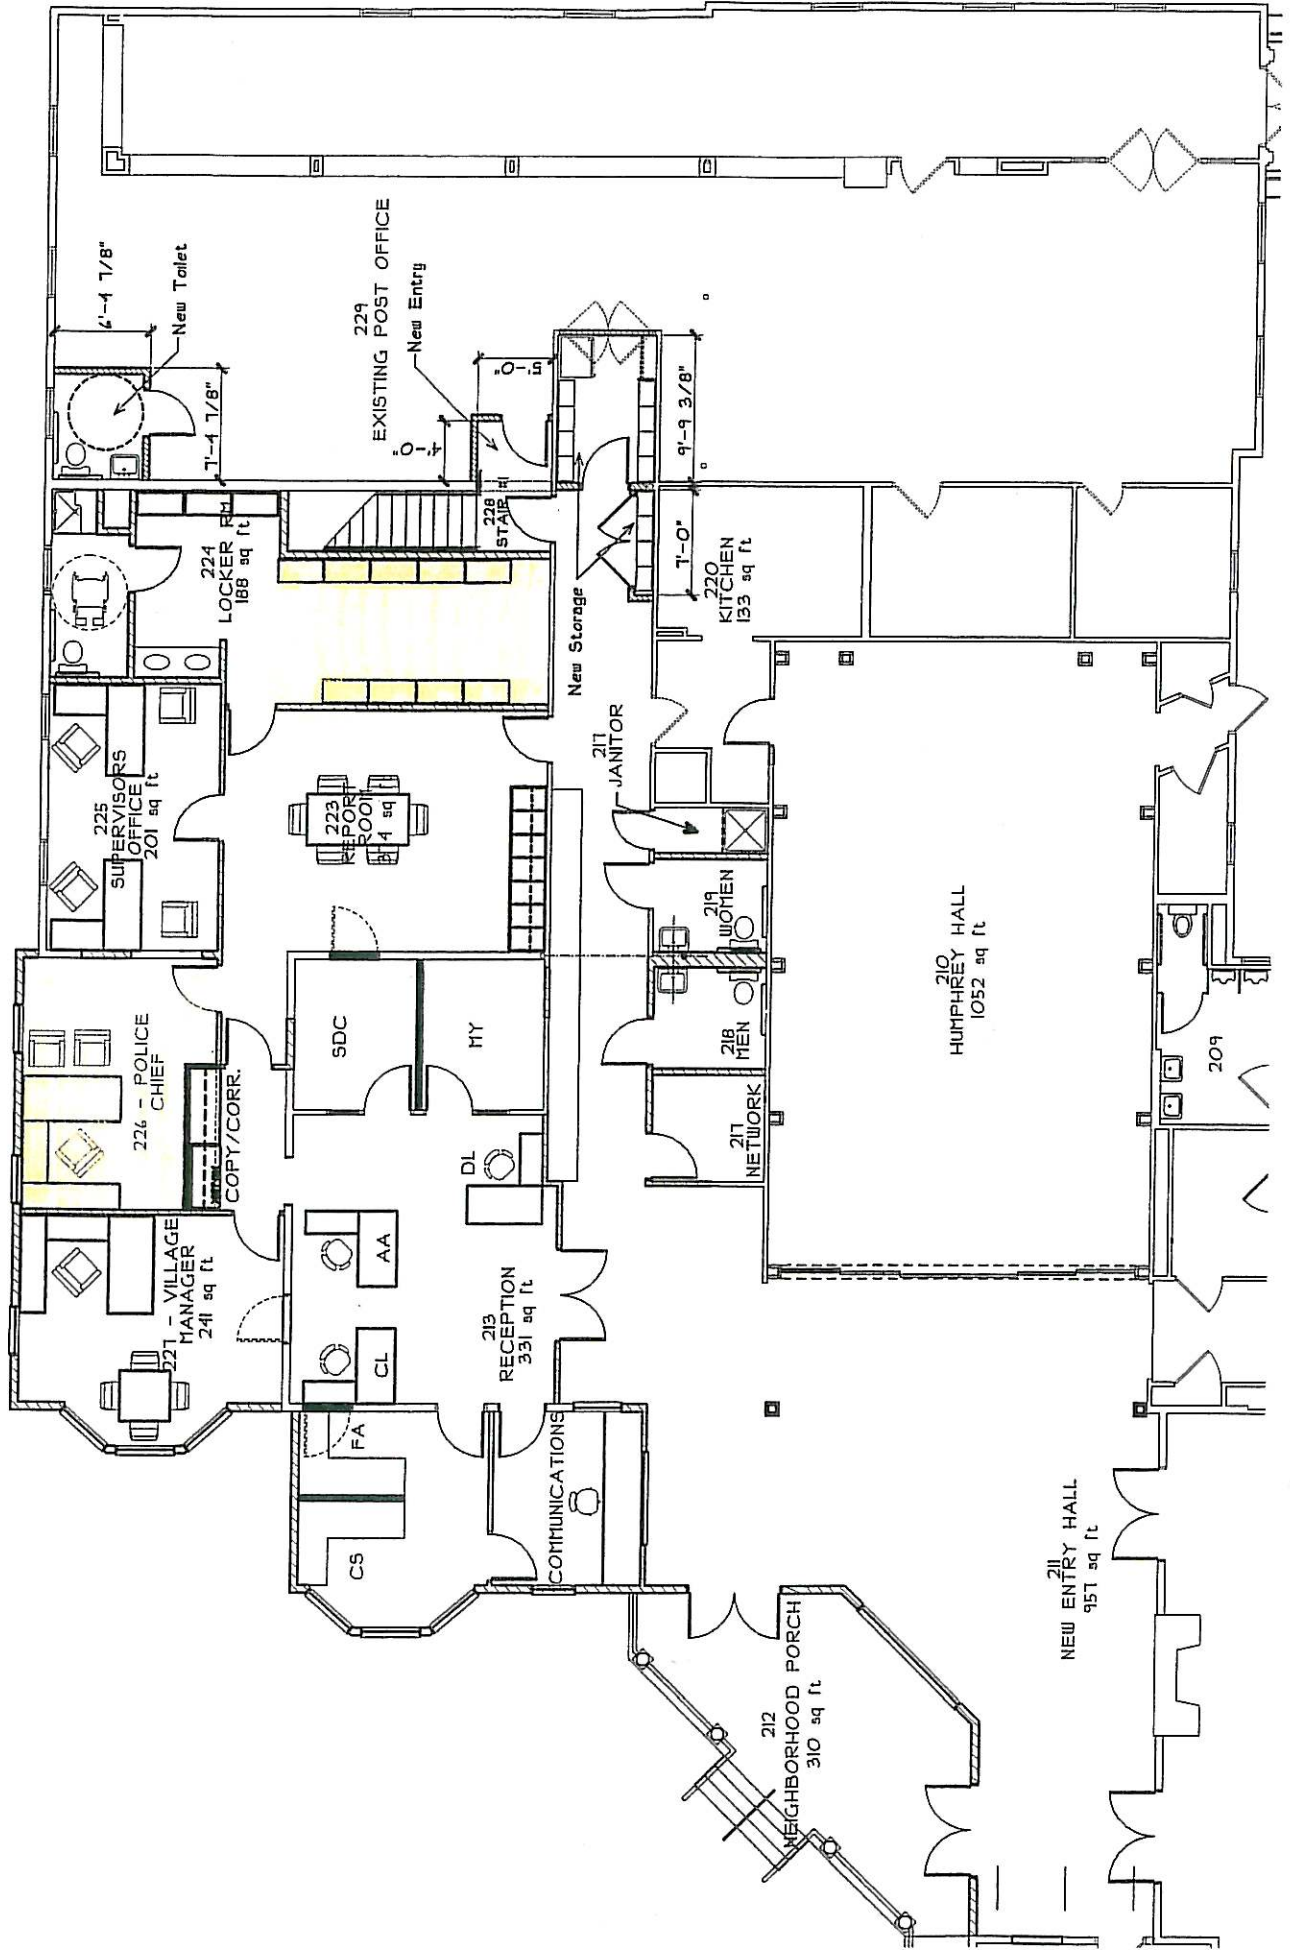 6'-4 7/8"
New Toilet
7'-4 7/8"
229
EXISTING POST OFFICE
New Entry
5'-0"
4'-0"
9'-9 3/8"
7'-0"
228
STAIR
224
LOCKER RM
188 sq ft
New Storage
220
KITCHEN
133 sq ft
225
SUPERVISORS
OFFICE
201 sq ft
223
REPORT
ROOM
sq ft
217
JANITOR
219
WOMEN
218
MEN
217
NETWORK
210
HUMPHREY HALL
1052 sq ft
209
226 - POLICE
CHIEF
COPY/CORR.
SDC
MY
DL
AA
CL
227 - VILLAGE
MANAGER
241 sq ft
213
RECEPTION
331 sq ft
FA
CS
COMMUNICATIONS
212
NEIGHBORHOOD PORCH
310 sq ft
211
NEW ENTRY HALL
957 sq ft